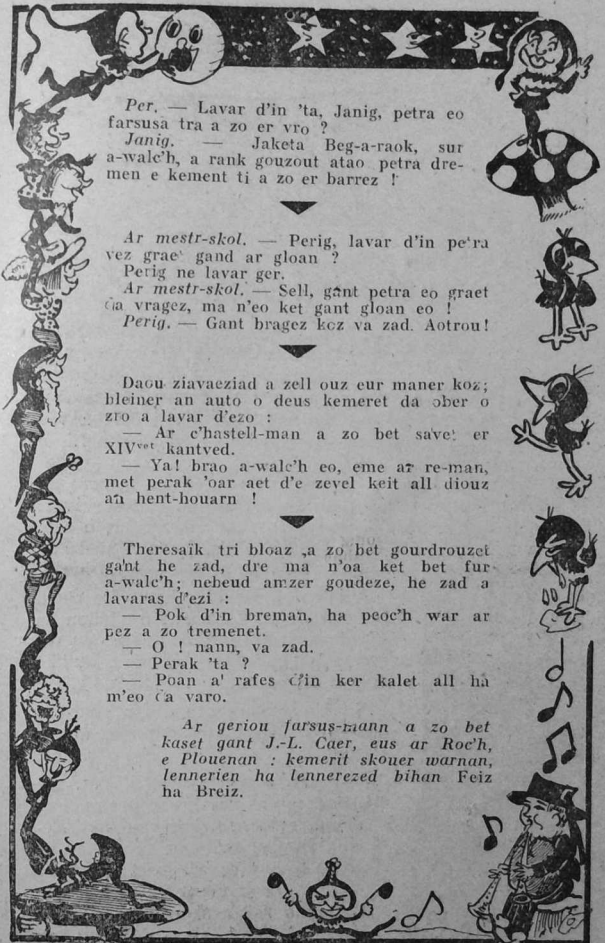 Per. — Lavar d'in 'ta, Janig, petra eo
farsusa tra a zo er vro ?
Janig. — Jaketa Beg-a-raok, sur
a-walc'h, a rank gouzout atao petra dre-
men e kement ti a zo er barrez !
Ar mestr-skol. — Perig, lavar d'in petra
vez graet gand ar gloan ?
Perig ne lavar ger.
Ar mestr-skol. — Sell, gant petra eo graet
da vragez, ma n'eo ket gant gloan eo !
Perig. — Gant bragez koz va zad. Aotrou !
Daou ziavaeziad a zell ouz eur maner koz;
bleiner an auto o deus kemeret da ober o
zro a lavar d'ezo :
— Ar c'hastell-man a zo bet savet er
XIVvet kantved.
— Ya! brao a-walc'h eo, eme ar re-man,
met perak 'oar aet d'e zevel keit all diouz
an hent-houarn !
Theresaïk tri bloaz ,a zo bet gourdrouzet
gant he zad, dre ma n'oa ket bet fur
a-walc'h; nebeud amzer goudeze, he zad a
lavaras d'ezi :
— Pok d'in breman, ha peoc'h war ar
pez a zo tremenet.
— O ! nann, va zad.
— Perak 'ta ?
— Poan a' rafes d'in ker kalet all ha
m'eo da varo.
Ar geriou farsus-mann a zo bet
kaset gant J.-L. Caer, eus ar Roc'h,
e Plouenan : kemerit skouer warnan,
lennerien ha lennerezed bihan Feiz
ha Breiz.